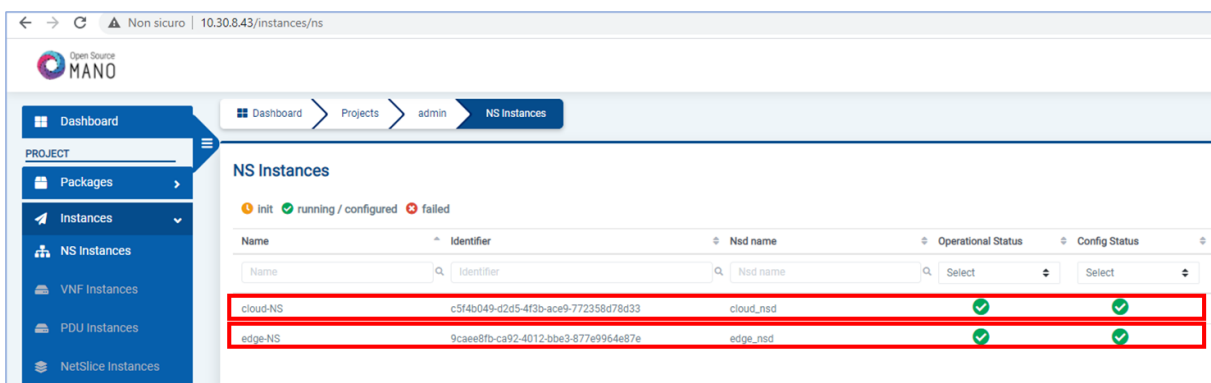 Non sicuro | 10.30.8.43/instances/ns
Open Source
MANO
Dashboard Projects admin NS Instances
Dashboard
PROJECT
Packages
Instances
NS Instances
VNF Instances
PDU Instances
NetSlice Instances
NS Instances
init running / configured failed
Name Identifier Nsd name Operational Status Config Status
Name Identifier Nsd name Select Select
cloud-NS c5f4b049-d2d5-4f3b-ace9-772358d78d33 cloud_nsd
edge-NS 9caee8fb-ca92-4012-bbe3-877e9964e87e edge_nsd